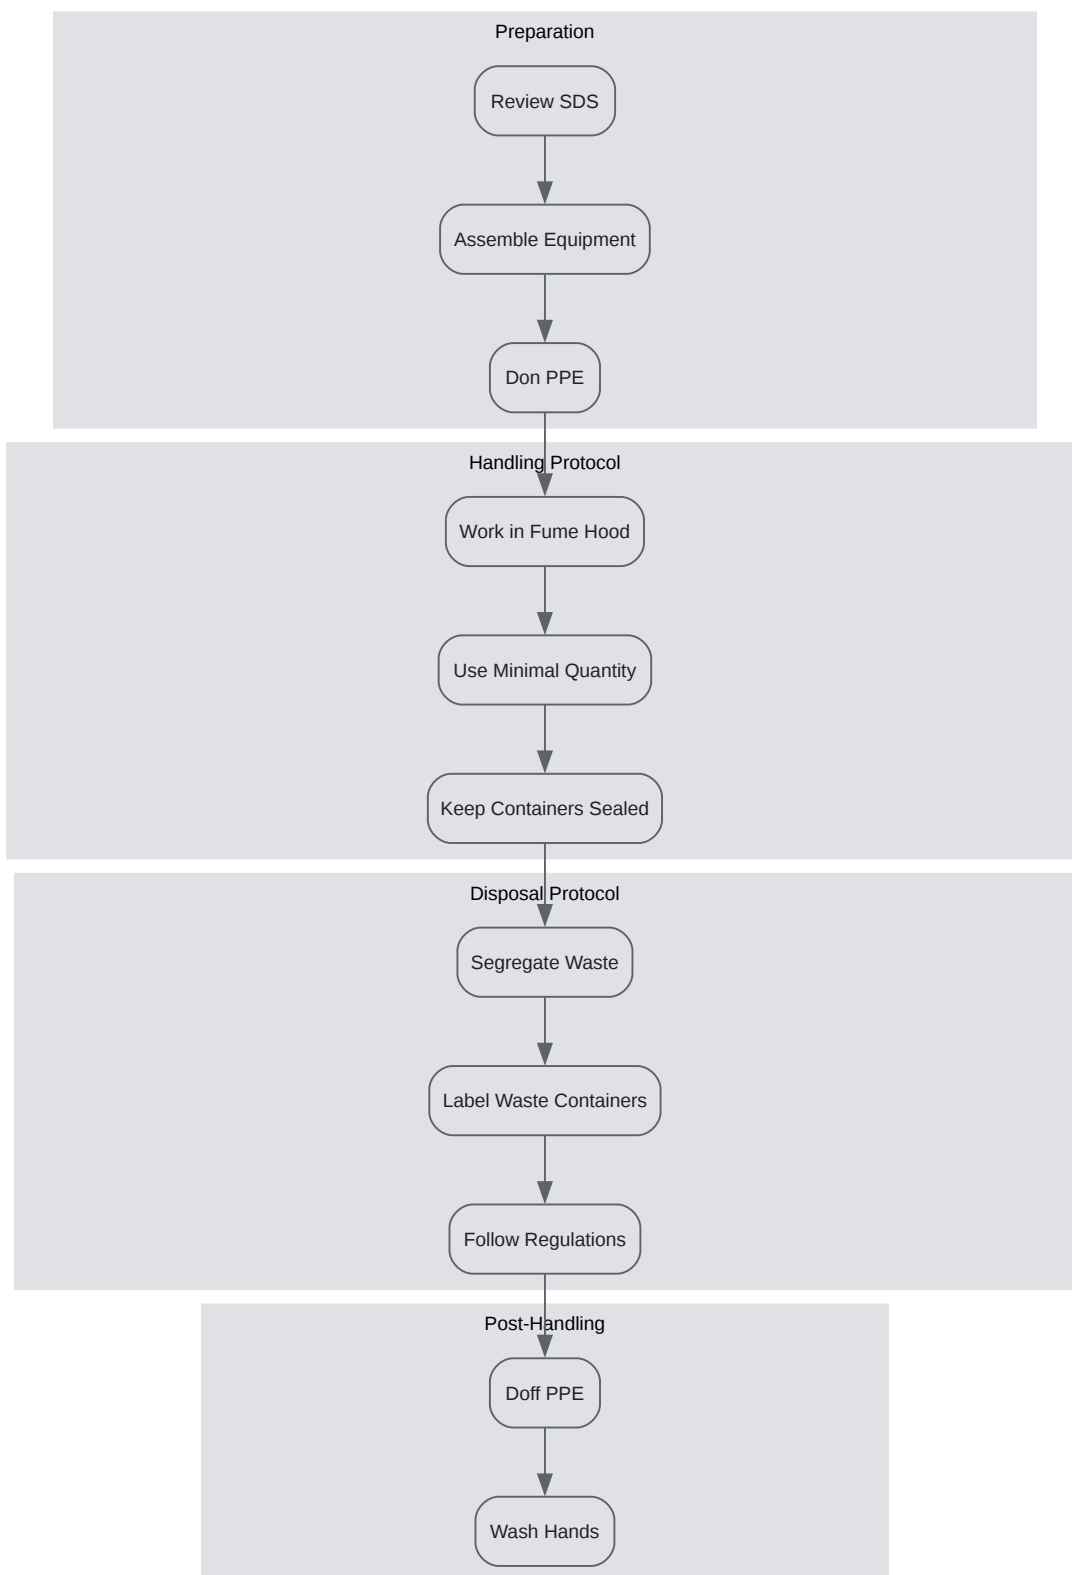 Preparation
Review SDS
Assemble Equipment
Don PPE
Handling Protocol
Work in Fume Hood
Use Minimal Quantity
Keep Containers Sealed
Disposal Protocol
Segregate Waste
Label Waste Containers
Follow Regulations
Post-Handling
Doff PPE
Wash Hands